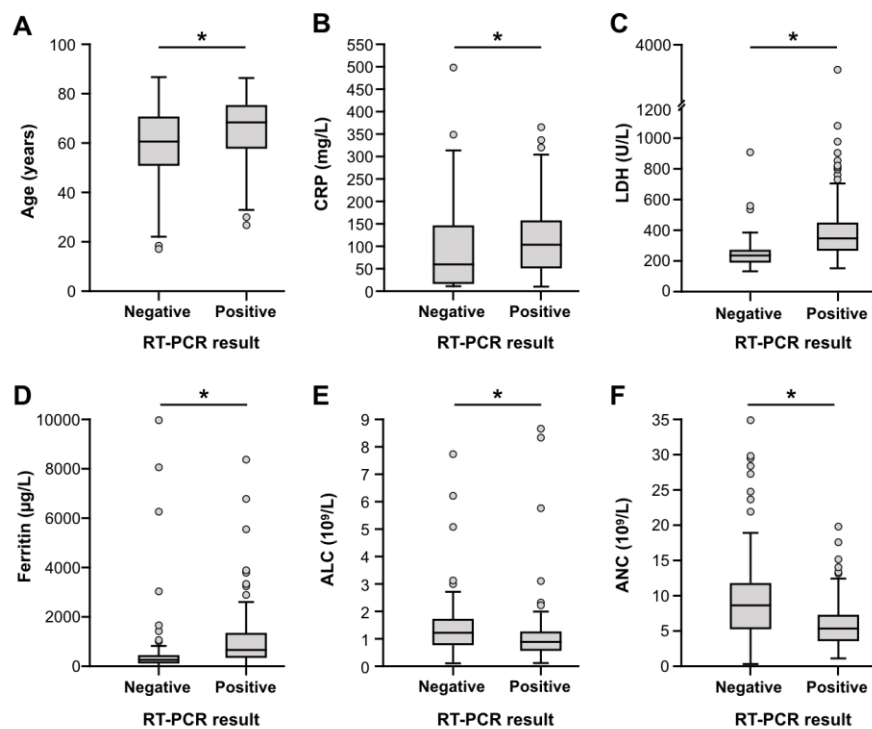 A
*
Age (years)
100
80
60
40
20
0
Negative Positive
RT-PCR result
B
*
CRP (mg/L)
550
500
450
400
350
300
250
200
150
100
50
0
Negative Positive
RT-PCR result
C
*
LDH (U/L)
4000
1200
1000
800
600
400
200
0
Negative Positive
RT-PCR result
D
*
Ferritin (µg/L)
10000
8000
6000
4000
2000
0
Negative Positive
RT-PCR result
E
*
ALC (10⁹/L)
9
8
7
6
5
4
3
2
1
0
Negative Positive
RT-PCR result
F
*
ANC (10⁹/L)
35
30
25
20
15
10
5
0
Negative Positive
RT-PCR result